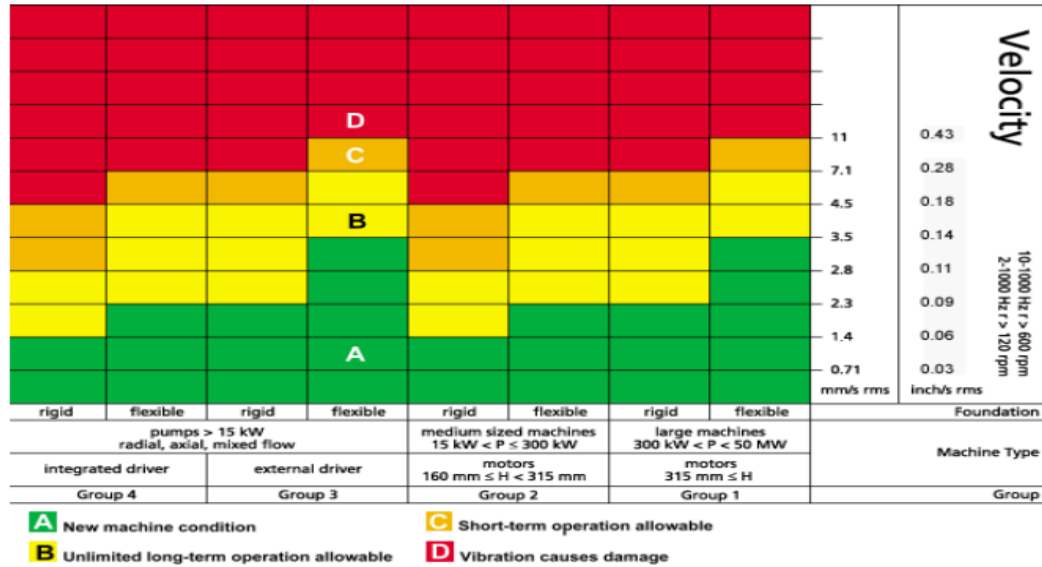 Velocity
10-1000 Hz r > 600 rpm
2-1000 Hz r > 120 rpm
D
C
B
A
11 0.43
7.1 0.28
4.5 0.18
3.5 0.14
2.8 0.11
2.3 0.09
1.4 0.06
0.71 0.03
mm/s rms inch/s rms
rigid flexible rigid flexible rigid flexible rigid flexible Foundation
pumps > 15 kW
radial, axial, mixed flow
medium sized machines
15 kW < P ≤ 300 kW
large machines
300 kW < P < 50 MW
Machine Type
integrated driver external driver
motors
160 mm ≤ H < 315 mm
motors
315 mm ≤ H
Group 4 Group 3 Group 2 Group 1 Group
A New machine condition
C Short-term operation allowable
B Unlimited long-term operation allowable
D Vibration causes damage